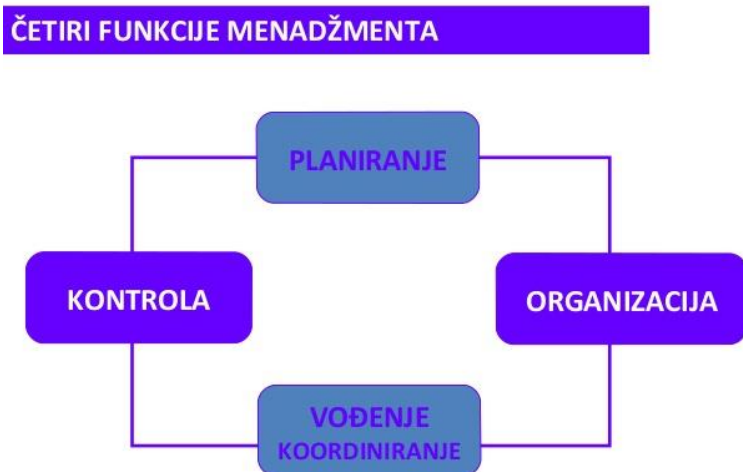 ČETIRI FUNKCIJE MENADŽMENTA
PLANIRANJE
KONTROLA
ORGANIZACIJA
VOĐENJE
KOORDINIRANJE